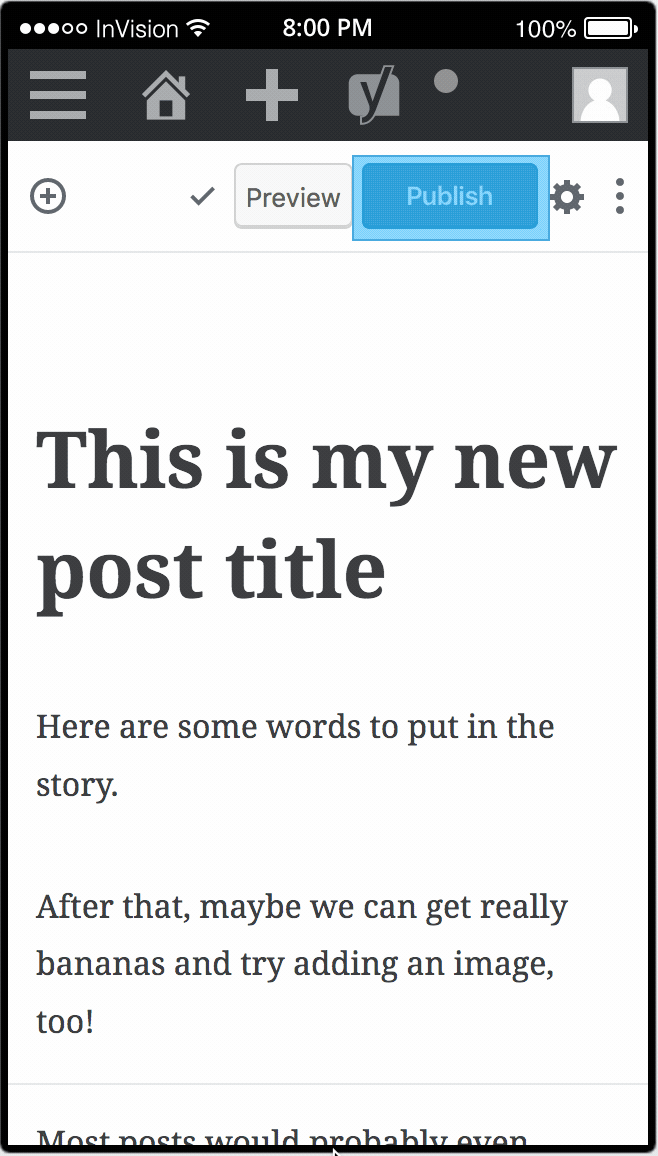 InVision 8:00 PM 100%
y
Preview Publish
This is my new
post title
Here are some words to put in the
story.
After that, maybe we can get really
bananas and try adding an image,
too!
Most posts would probably even